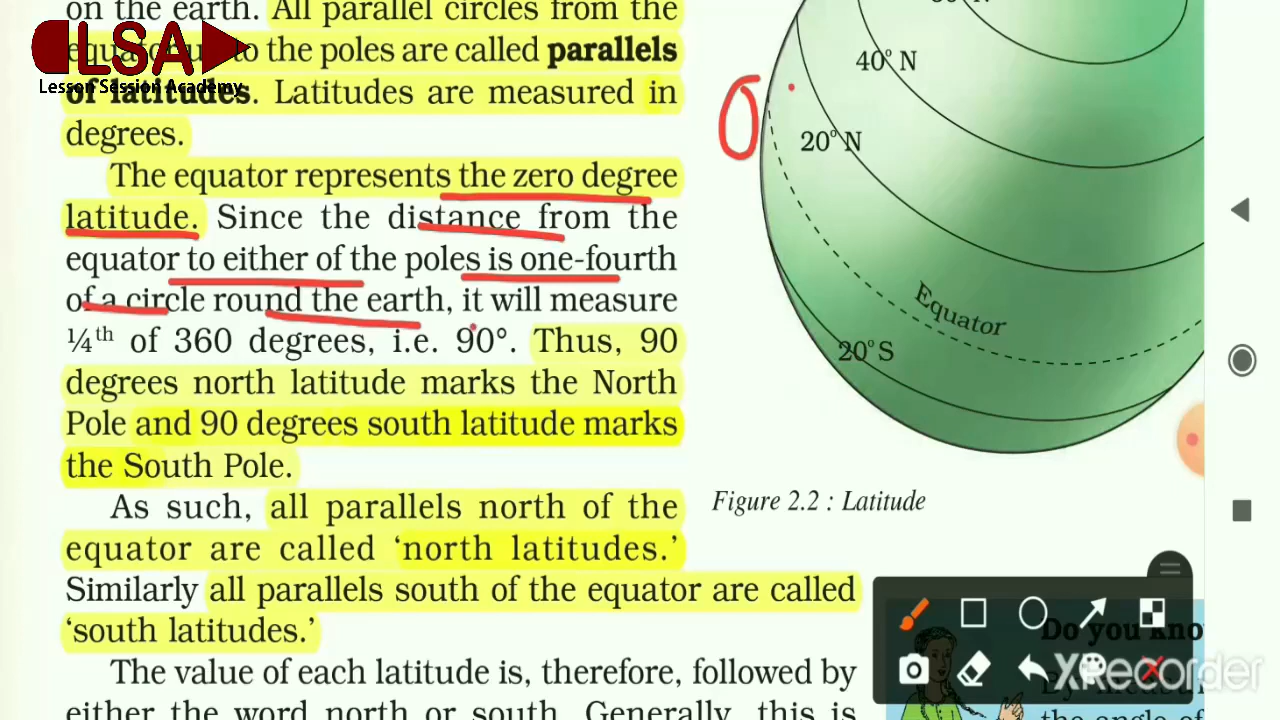 on the earth. All parallel circles from the
equator up to the poles are called parallels
of latitudes. Latitudes are measured in
degrees.
The equator represents the zero degree
latitude. Since the distance from the
equator to either of the poles is one-fourth
of a circle round the earth, it will measure
¼th of 360 degrees, i.e. 90°. Thus, 90
degrees north latitude marks the North
Pole and 90 degrees south latitude marks
the South Pole.
As such, all parallels north of the
equator are called ‘north latitudes.’
Similarly all parallels south of the equator are called
‘south latitudes.’
The value of each latitude is, therefore, followed by
either the word north or south. Generally, this is
LSA
Lesson Session Academy
40° N
0
20° N
Equator
20° S
Figure 2.2 : Latitude
Do you kno
XRecorder
the angle of